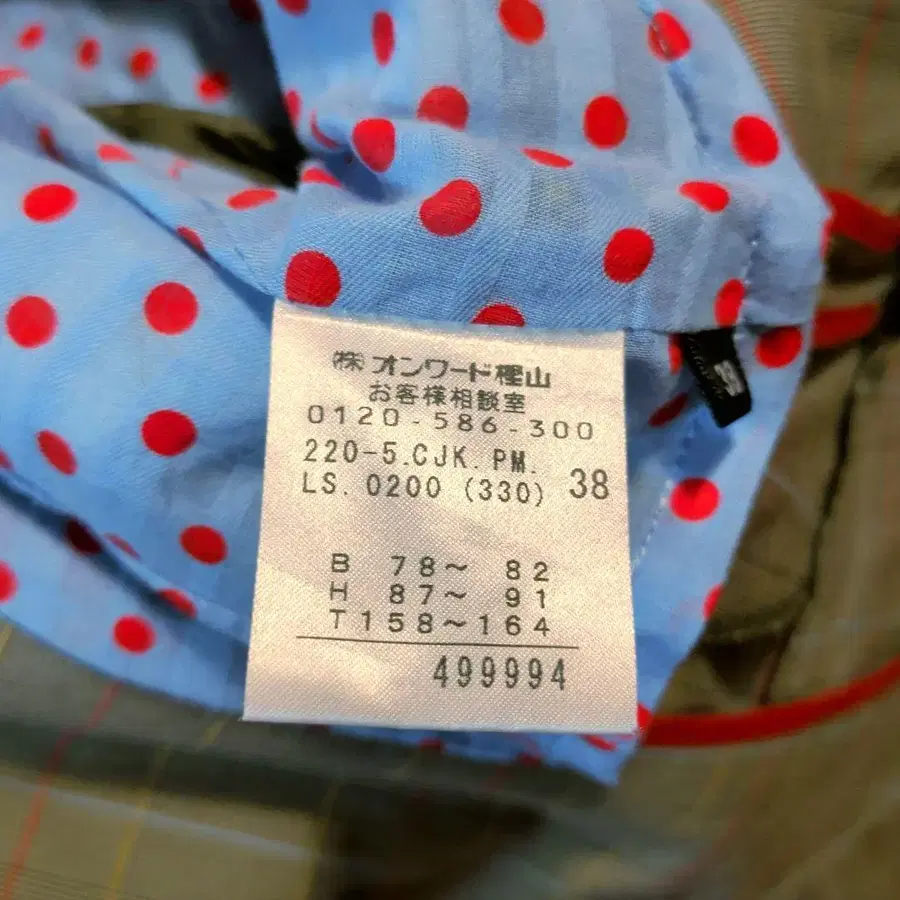 ㈱オンワード樫山
お客様相談室
0120-586-300
220-5.CJK.PM.
LS.0200 (330) 38
B 78～ 82
H 87～ 91
T158～164
499994